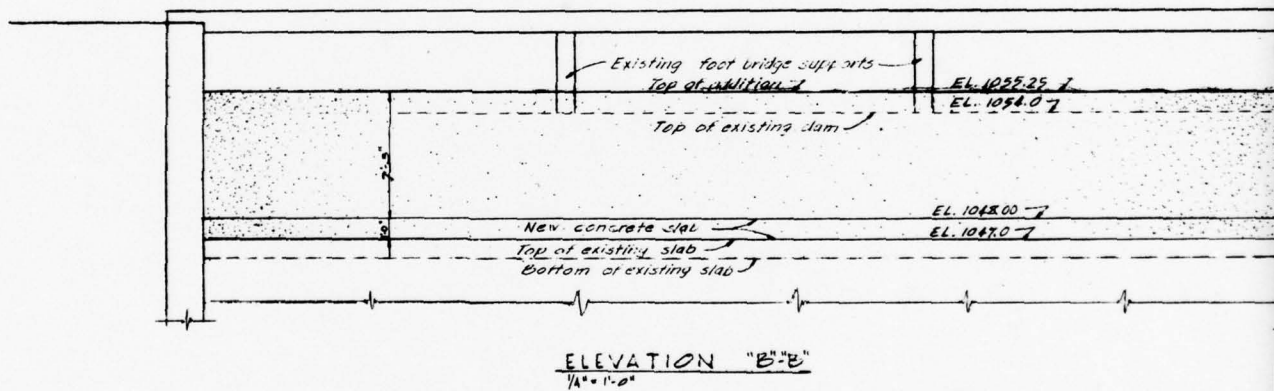 Existing foot bridge supports
Top of addition
EL. 1055.25
EL. 1054.0
Top of existing dam
7'-3"
EL. 1048.00
New concrete slab
EL. 1047.0
Top of existing slab
Bottom of existing slab
ELEVATION "B"-"B"
1/4" = 1'-0"